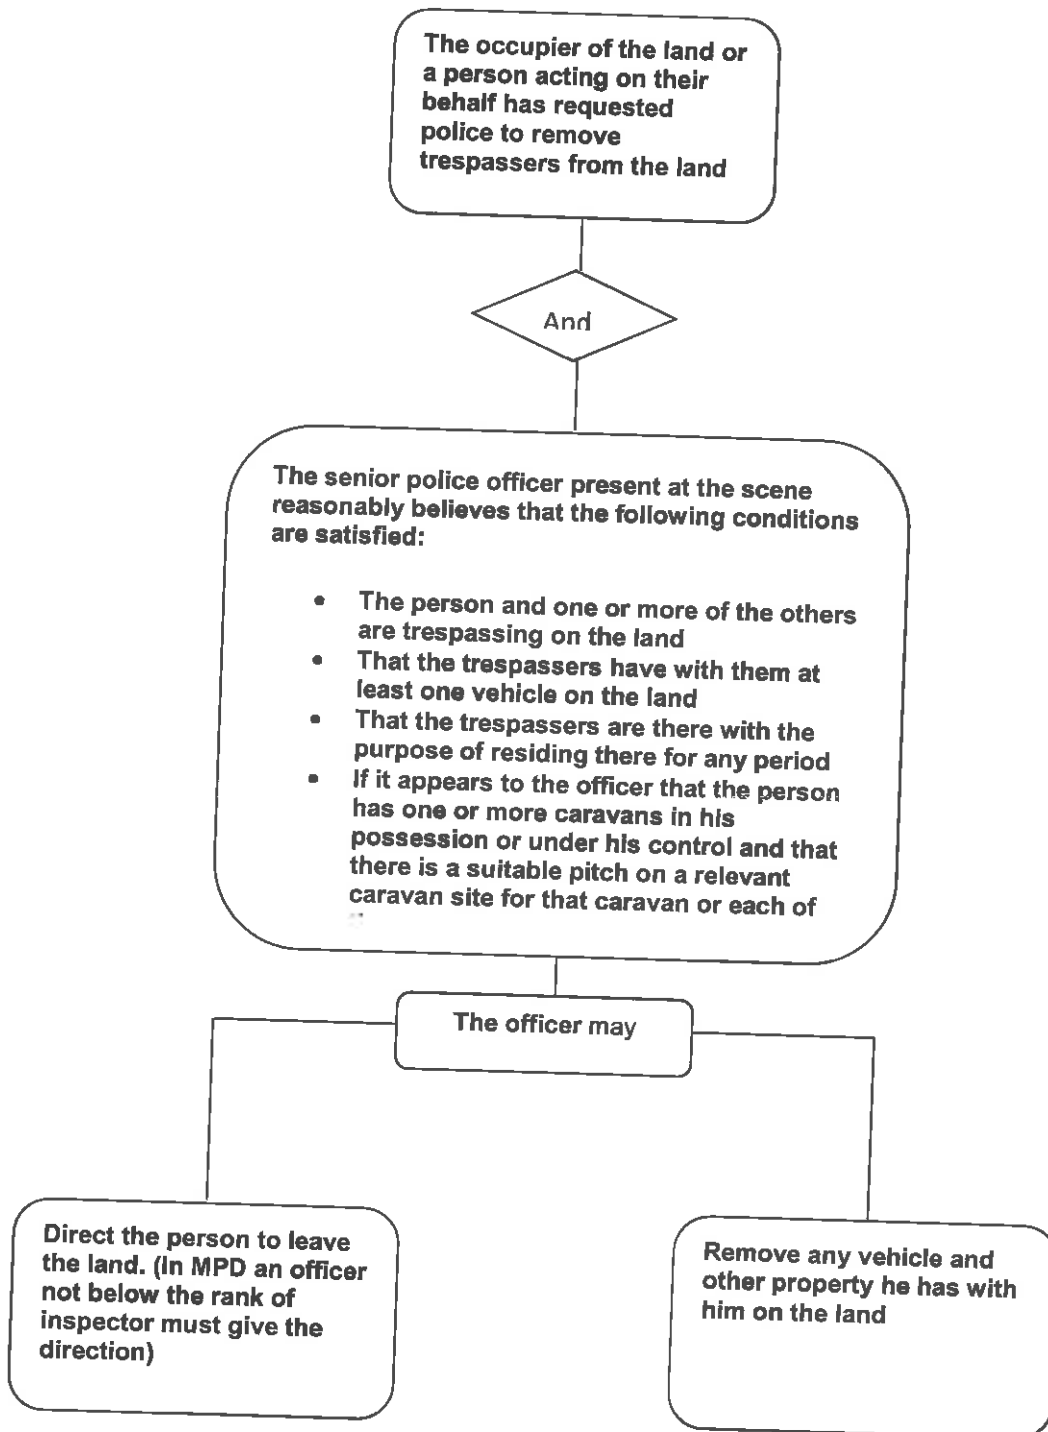 The occupier of the land or
a person acting on their
behalf has requested
police to remove
trespassers from the land
And
The senior police officer present at the scene
reasonably believes that the following conditions
are satisfied:
• The person and one or more of the others
are trespassing on the land
• That the trespassers have with them at
least one vehicle on the land
• That the trespassers are there with the
purpose of residing there for any period
• If it appears to the officer that the person
has one or more caravans in his
possession or under his control and that
there is a suitable pitch on a relevant
caravan site for that caravan or each of
The officer may
Direct the person to leave
the land. (In MPD an officer
not below the rank of
inspector must give the
direction)
Remove any vehicle and
other property he has with
him on the land